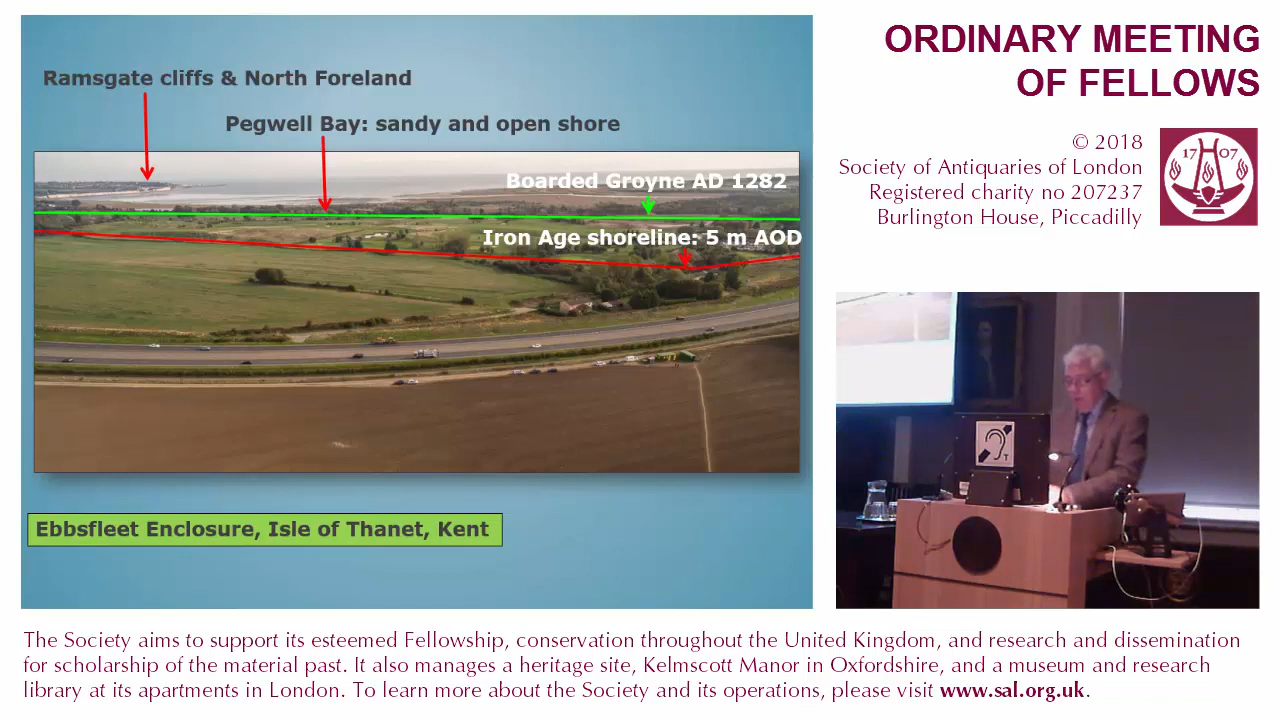 Ramsgate cliffs & North Foreland
Pegwell Bay: sandy and open shore
Boarded Groyne AD 1282
Iron Age shoreline: 5 m AOD
Ebbsfleet Enclosure, Isle of Thanet, Kent
ORDINARY MEETING
OF FELLOWS
© 2018
Society of Antiquaries of London
Registered charity no 207237
Burlington House, Piccadilly
17 07
T
The Society aims to support its esteemed Fellowship, conservation throughout the United Kingdom, and research and dissemination
for scholarship of the material past. It also manages a heritage site, Kelmscott Manor in Oxfordshire, and a museum and research
library at its apartments in London. To learn more about the Society and its operations, please visit www.sal.org.uk.